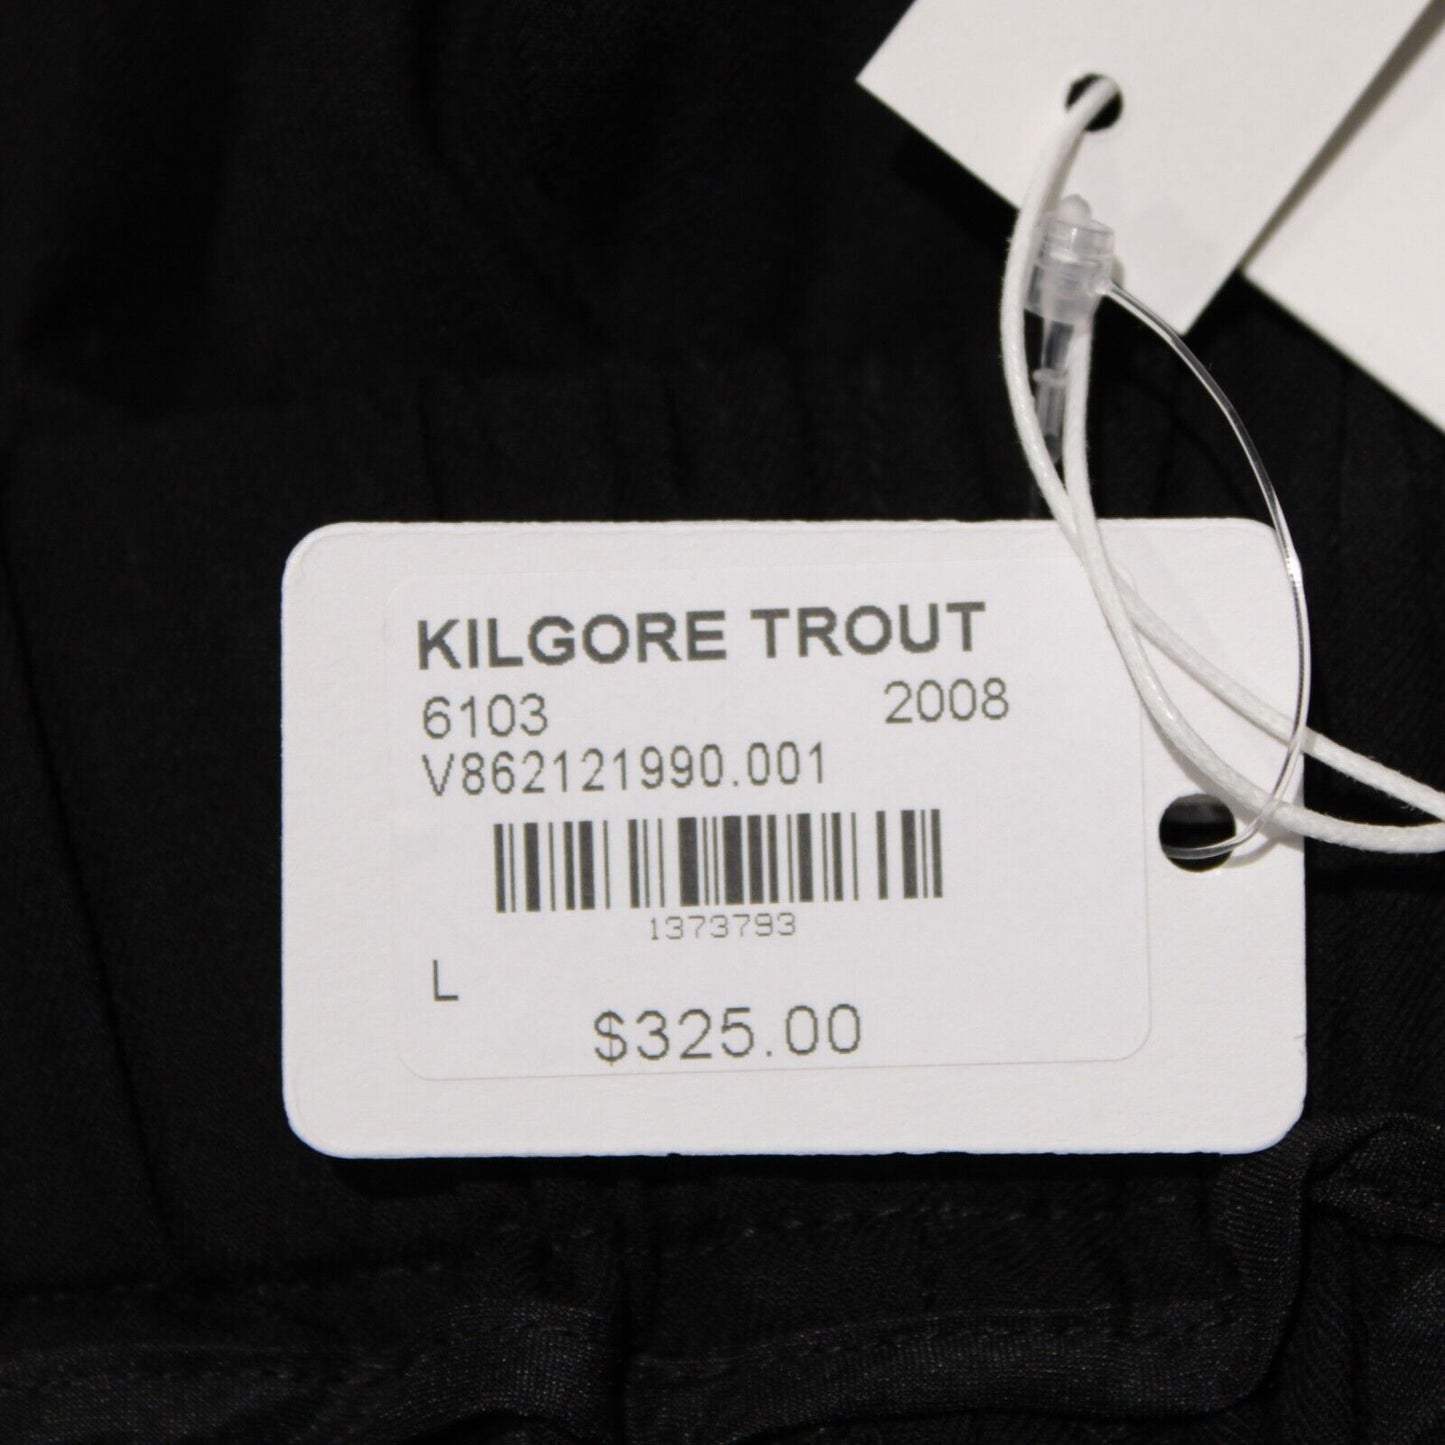 KILGORE TROUT
6103 2008
V862121990.001
1373793
L
$325.00